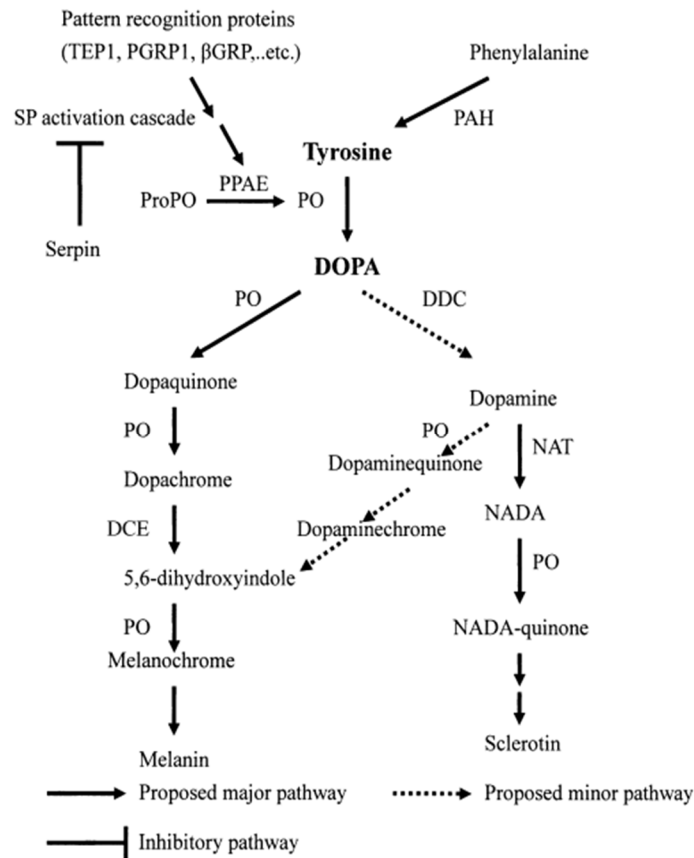 Pattern recognition proteins
(TEP1, PGRP1, βGRP,..etc.)
Phenylalanine
SP activation cascade
PAH
Tyrosine
PPAE
ProPO
PO
Serpin
DOPA
PO
DDC
Dopaquinone
Dopamine
PO
PO
NAT
Dopaminequinone
Dopachrome
NADA
DCE
Dopaminechrome
PO
5,6-dihydroxyindole
PO
NADA-quinone
Melanochrome
Sclerotin
Melanin
Proposed major pathway
Proposed minor pathway
Inhibitory pathway